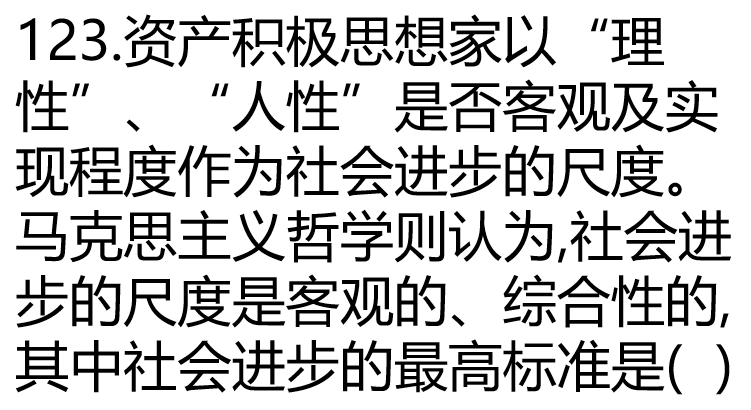 123.资产积极思想家以“理
性”、“人性”是否客观及实
现程度作为社会进步的尺度。
马克思主义哲学则认为,社会进
步的尺度是客观的、综合性的,
其中社会进步的最高标准是( )